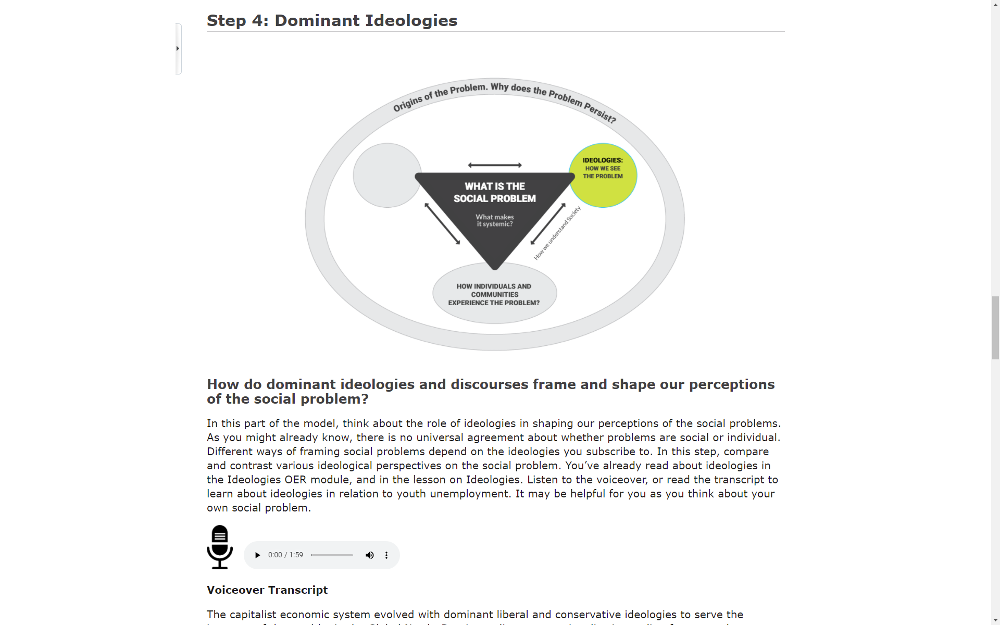 Step 4: Dominant Ideologies
Origins of the Problem. Why does the Problem Persist?
IDEOLOGIES:
HOW WE SEE
THE PROBLEM
WHAT IS THE
SOCIAL PROBLEM
What makes
it systemic?
How we understand Society
HOW INDIVIDUALS AND
COMMUNITIES
EXPERIENCE THE PROBLEM?
How do dominant ideologies and discourses frame and shape our perceptions
of the social problem?
In this part of the model, think about the role of ideologies in shaping our perceptions of the social problems.
As you might already know, there is no universal agreement about whether problems are social or individual.
Different ways of framing social problems depend on the ideologies you subscribe to. In this step, compare
and contrast various ideological perspectives on the social problem. You’ve already read about ideologies in
the Ideologies OER module, and in the lesson on Ideologies. Listen to the voiceover, or read the transcript to
learn about ideologies in relation to youth unemployment. It may be helpful for you as you think about your
own social problem.
0:00 / 1:59
Voiceover Transcript
The capitalist economic system evolved with dominant liberal and conservative ideologies to serve the